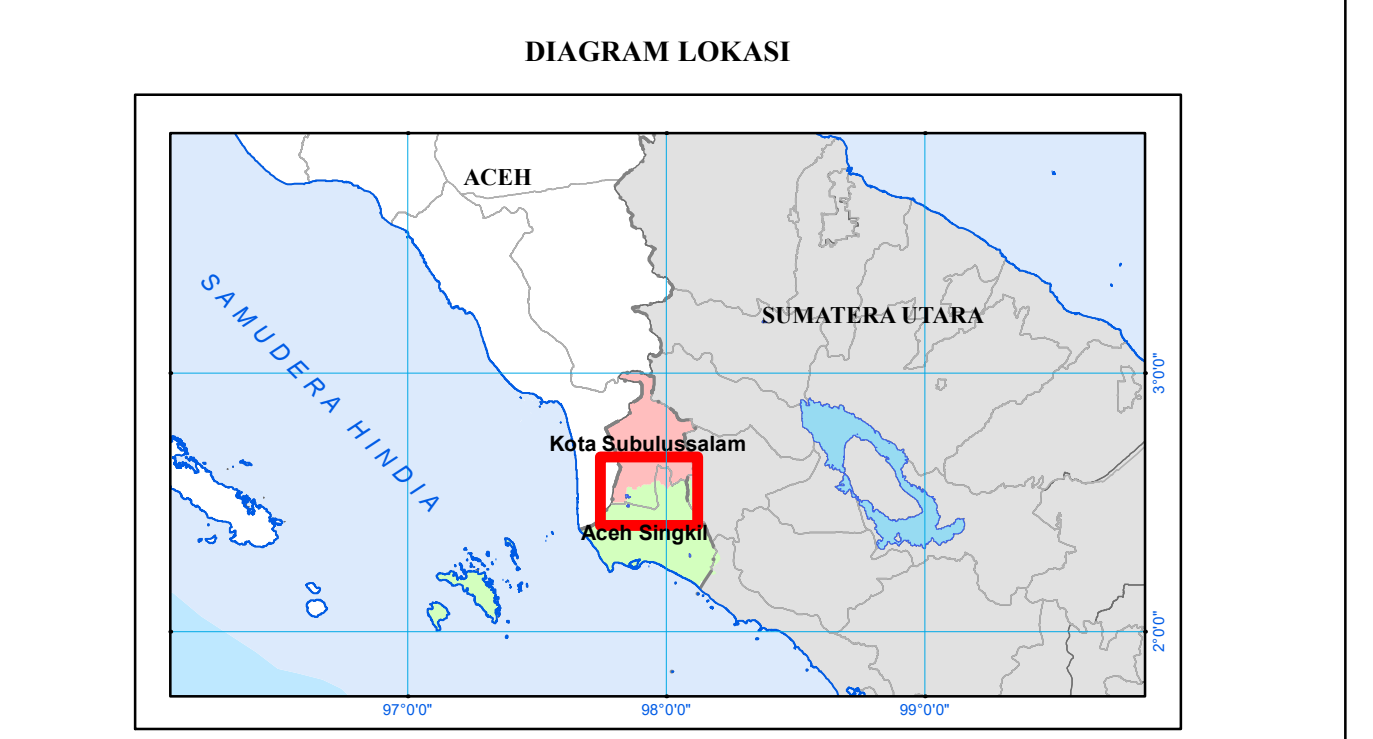 DIAGRAM LOKASI
ACEH
SUMATERA UTARA
SAMUDERA HINDIA
3°0'0"
Kota Subulussalam
Aceh Singkil
2°0'0"
97°0'0"
98°0'0"
99°0'0"